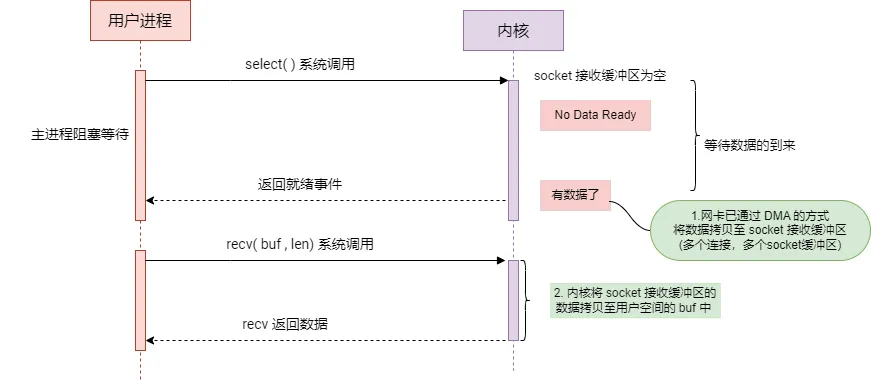 用户进程
内核
select( ) 系统调用
socket 接收缓冲区为空
No Data Ready
主进程阻塞等待
等待数据的到来
返回就绪事件
有数据了
1.网卡已通过 DMA 的方式
将数据拷贝至 socket 接收缓冲区
(多个连接，多个socket缓冲区)
recv( buf , len) 系统调用
2. 内核将 socket 接收缓冲区的
数据拷贝至用户空间的 buf 中
recv 返回数据